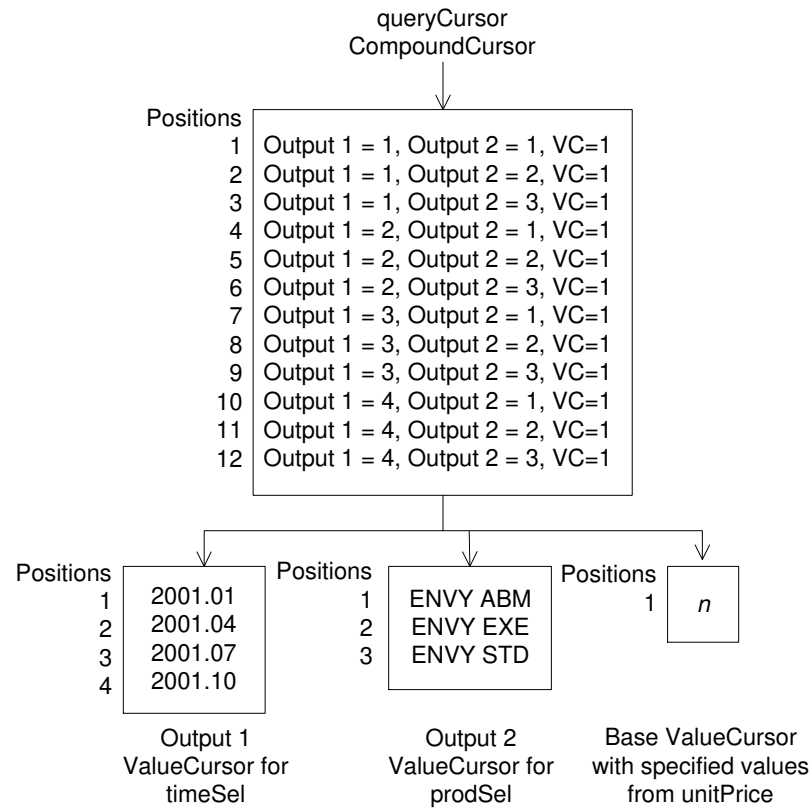 queryCursor
CompoundCursor
Positions
1 Output 1 = 1, Output 2 = 1, VC=1
2 Output 1 = 1, Output 2 = 2, VC=1
3 Output 1 = 1, Output 2 = 3, VC=1
4 Output 1 = 2, Output 2 = 1, VC=1
5 Output 1 = 2, Output 2 = 2, VC=1
6 Output 1 = 2, Output 2 = 3, VC=1
7 Output 1 = 3, Output 2 = 1, VC=1
8 Output 1 = 3, Output 2 = 2, VC=1
9 Output 1 = 3, Output 2 = 3, VC=1
10 Output 1 = 4, Output 2 = 1, VC=1
11 Output 1 = 4, Output 2 = 2, VC=1
12 Output 1 = 4, Output 2 = 3, VC=1
Positions
1 2001.01
2 2001.04
3 2001.07
4 2001.10
Output 1
ValueCursor for
timeSel
Positions
1 ENVY ABM
2 ENVY EXE
3 ENVY STD
Output 2
ValueCursor for
prodSel
Positions
1 n
Base ValueCursor
with specified values
from unitPrice